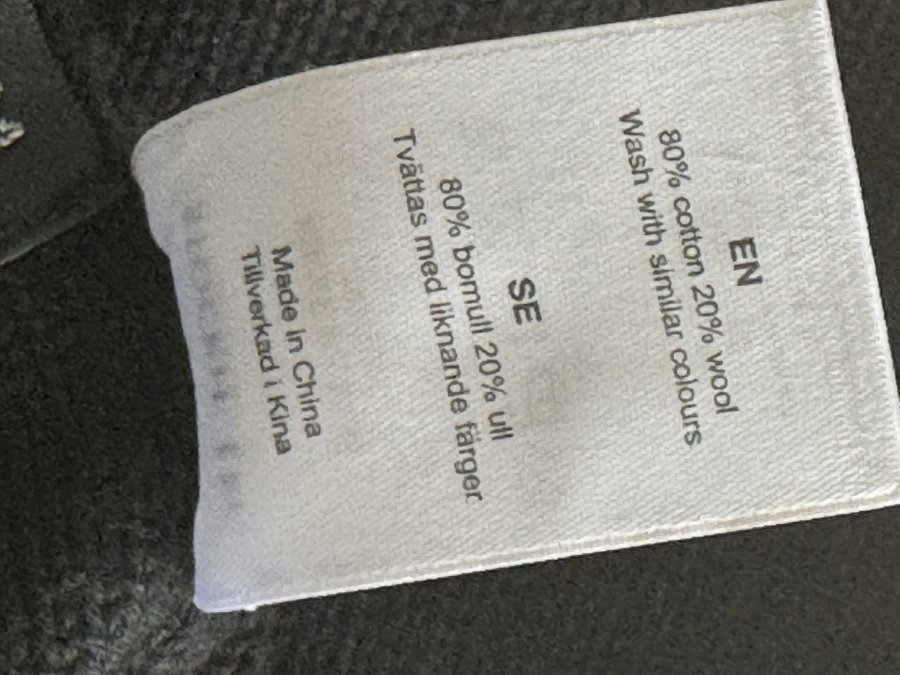 EN
80% cotton 20% wool
Wash with similar colours
SE
80% bomull 20% ull
Tvättas med liknande färger
Made in China
Tillverkad i Kina